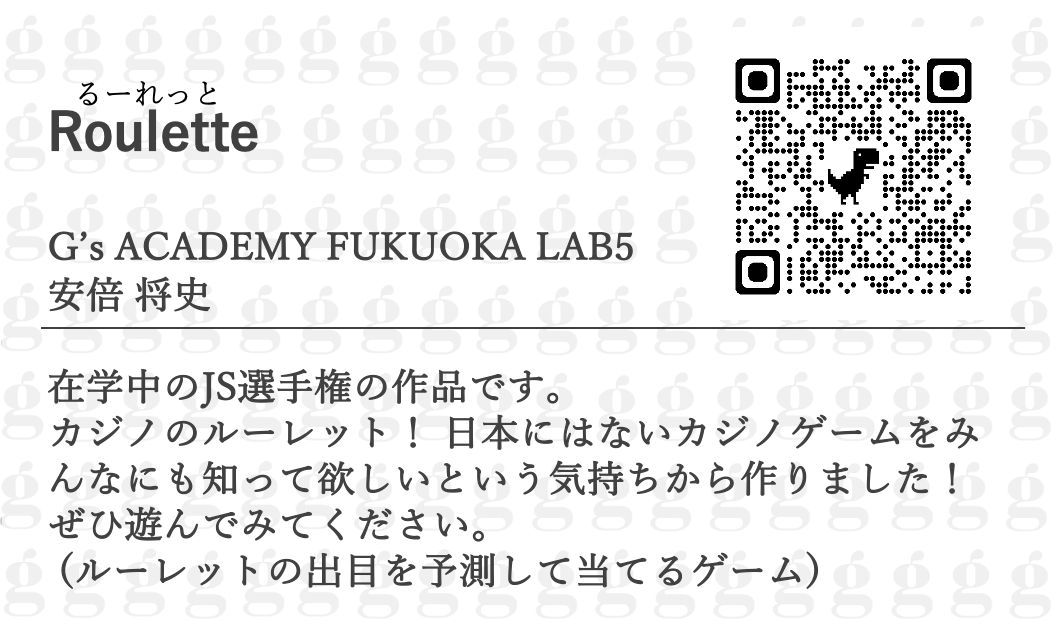 るーれっと
Roulette
G's ACADEMY FUKUOKA LAB5
安倍 将史
在学中のJS選手権の作品です。
カジノのルーレット！ 日本にはないカジノゲームをみ
んなにも知って欲しいという気持ちから作りました！
ぜひ遊んでみてください。
（ルーレットの出目を予測して当てるゲーム）